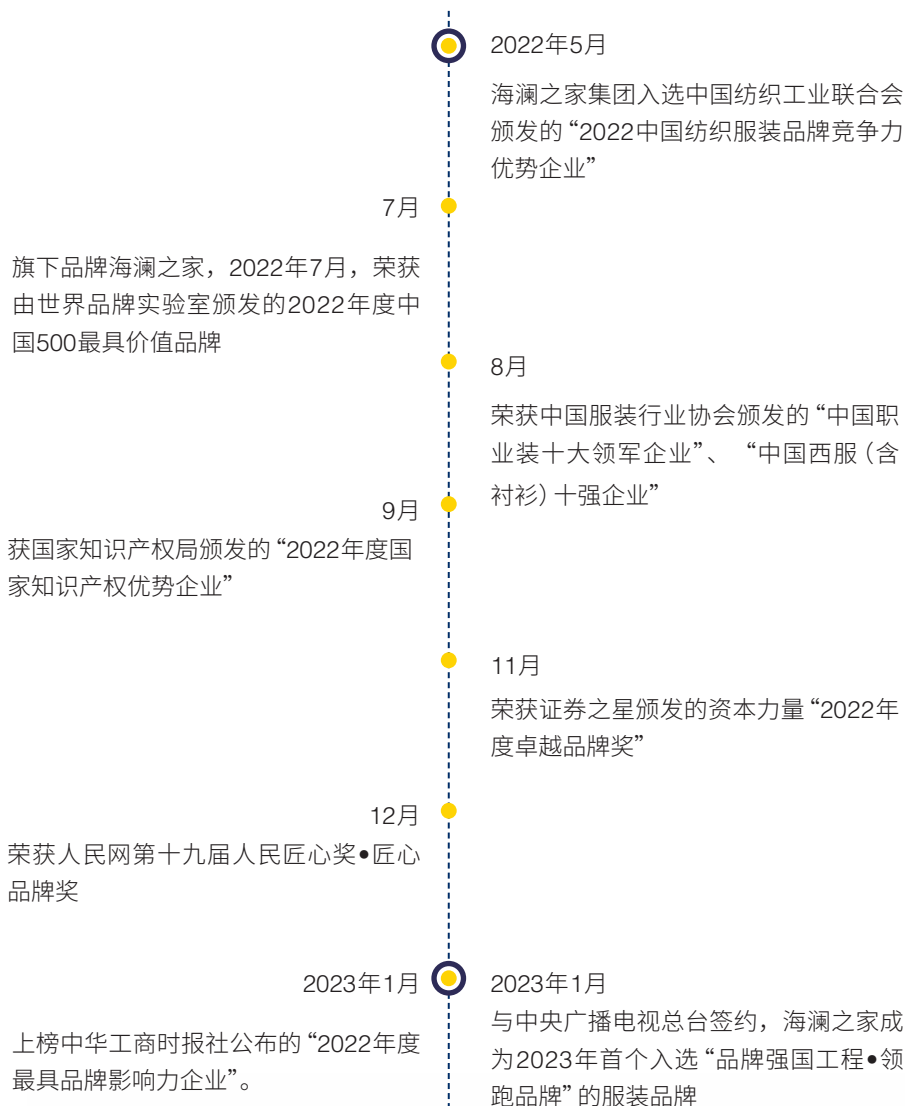 2022年5月
海澜之家集团入选中国纺织工业联合会
颁发的“2022中国纺织服装品牌竞争力
优势企业”
7月
旗下品牌海澜之家，2022年7月，荣获
由世界品牌实验室颁发的2022年度中
国500最具价值品牌
8月
荣获中国服装行业协会颁发的“中国职
业装十大领军企业”、 “中国西服（含
衬衫）十强企业”
9月
获国家知识产权局颁发的“2022年度国
家知识产权优势企业”
11月
荣获证券之星颁发的资本力量“2022年
度卓越品牌奖”
12月
荣获人民网第十九届人民匠心奖•匠心
品牌奖
2023年1月
上榜中华工商时报社公布的“2022年度
最具品牌影响力企业”。
2023年1月
与中央广播电视总台签约，海澜之家成
为2023年首个入选“品牌强国工程•领
跑品牌”的服装品牌